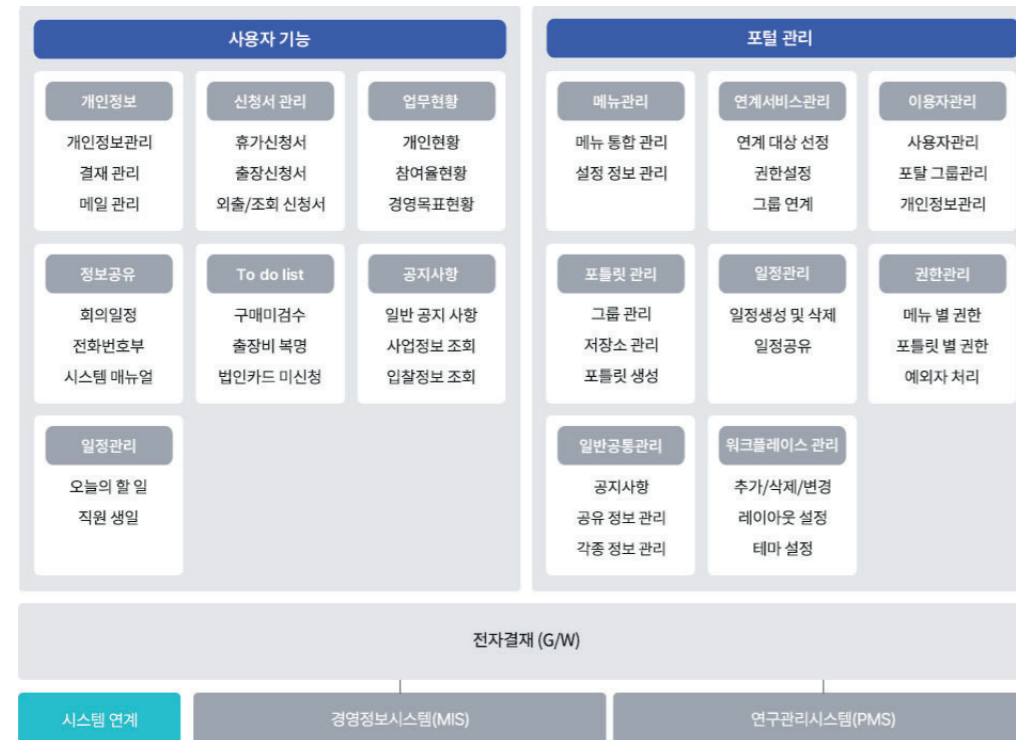 사용자 기능
개인정보
개인정보관리
결재 관리
메일 관리
신청서 관리
휴가신청서
출장신청서
외출/조회 신청서
업무현황
개인현황
참여율현황
경영목표현황
정보공유
회의일정
전화번호부
시스템 매뉴얼
To do list
구매미검수
출장비 복명
법인카드 미신청
공지사항
일반 공지 사항
사업정보 조회
입찰정보 조회
일정관리
오늘의 할 일
직원 생일
포털 관리
메뉴관리
메뉴 통합 관리
설정 정보 관리
연계서비스관리
연계 대상 선정
권한설정
그룹 연계
이용자관리
사용자관리
포탈 그룹관리
개인정보관리
포틀릿 관리
그룹 관리
저장소 관리
포틀릿 생성
일정관리
일정생성 및 삭제
일정공유
권한관리
메뉴 별 권한
포틀릿 별 권한
예외자 처리
일반공통관리
공지사항
공유 정보 관리
각종 정보 관리
워크플레이스 관리
추가/삭제/변경
레이아웃 설정
테마 설정
전자결재 (G/W)
시스템 연계
경영정보시스템(MIS)
연구관리시스템(PMS)